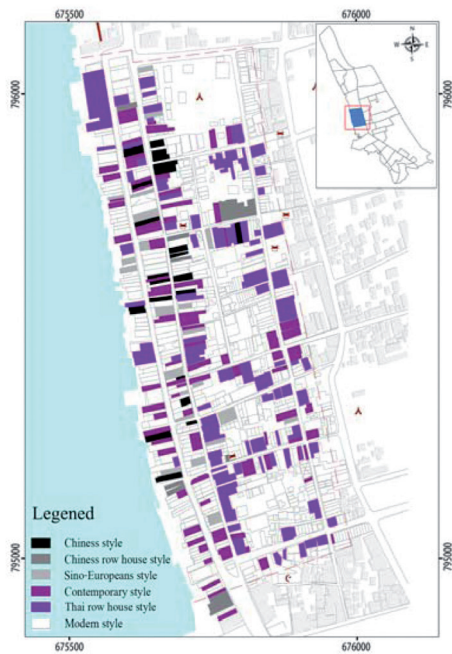 675500 676000
796000 796000
N
W E
S
Legened
Chiness style
Chiness row house style
Sino-Europeans style
Contemporary style
Thai row house style
Modern style
795000 795000
675500 676000